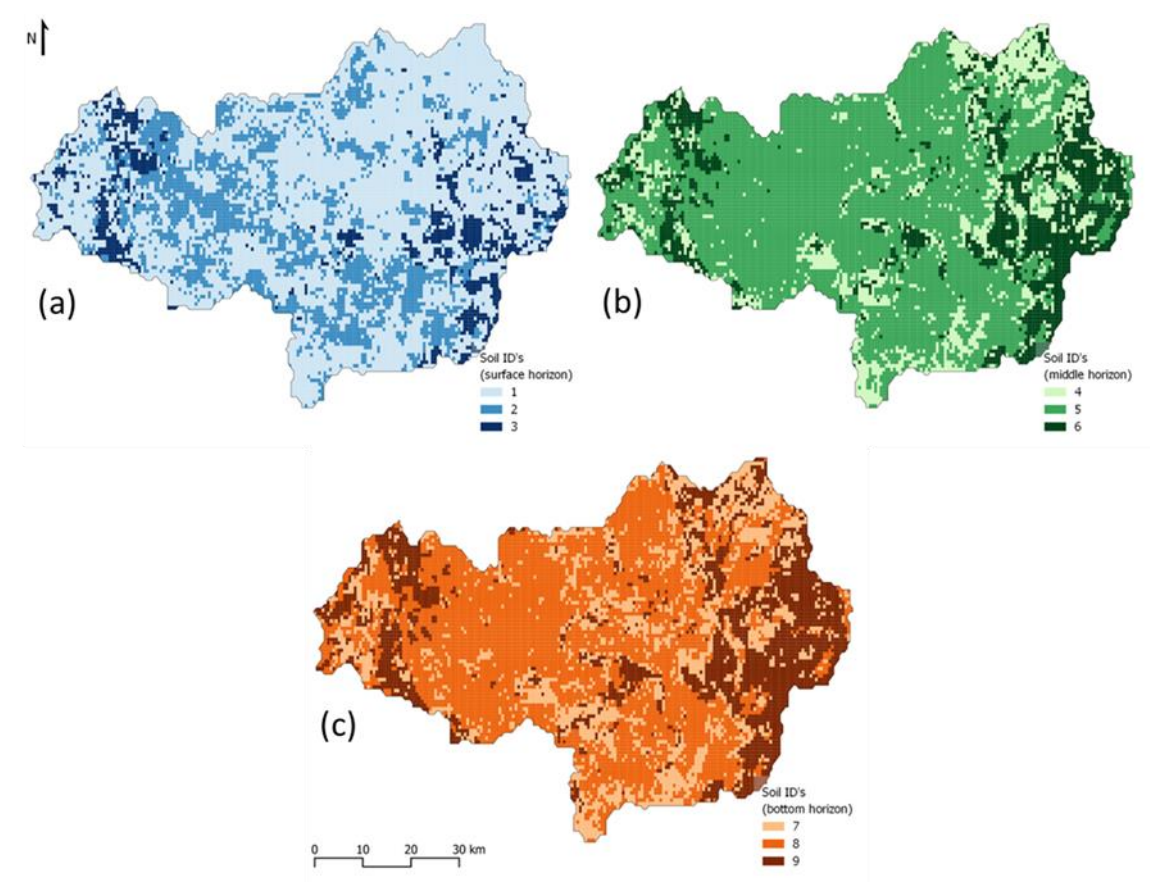 N
(a)
Soil ID's
(surface horizon)
1
2
3
(b)
Soil ID's
(middle horizon)
4
5
6
(c)
Soil ID's
(bottom horizon)
7
8
9
0 10 20 30 km